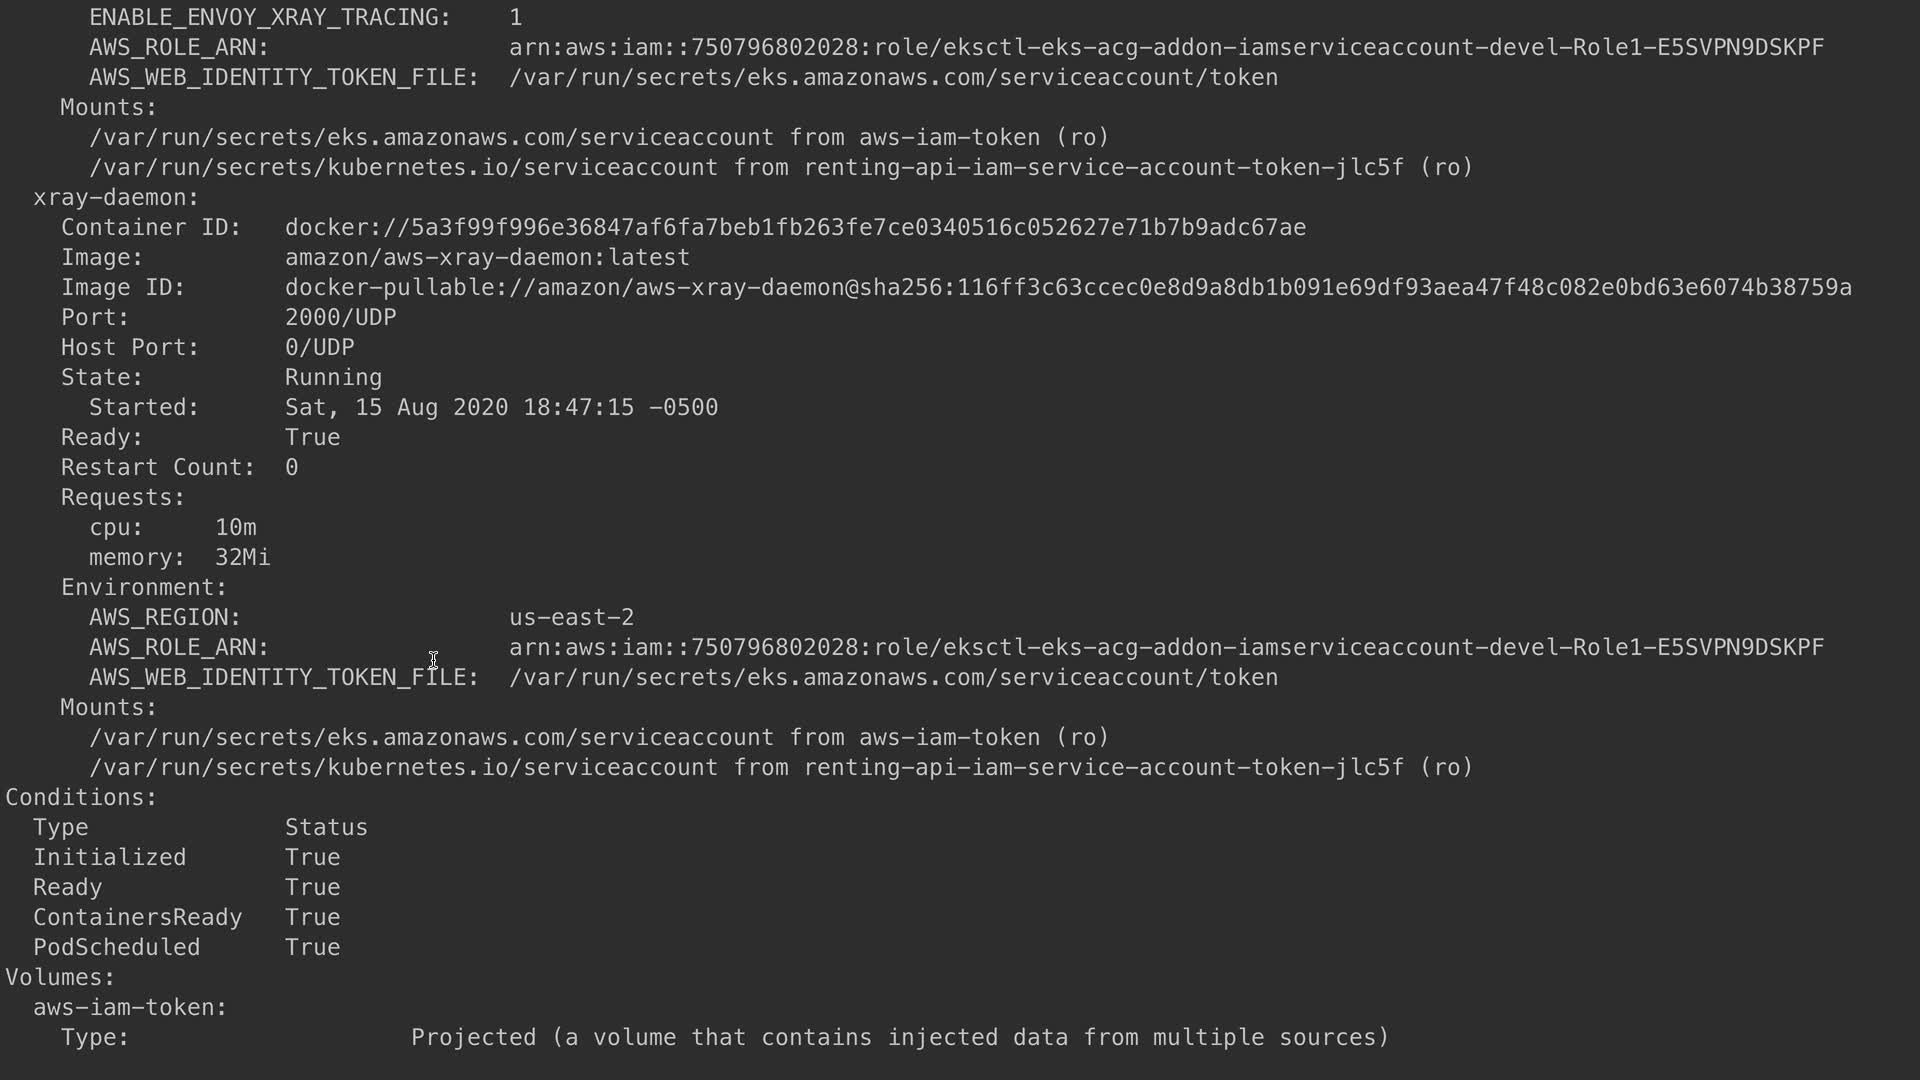 ENABLE_ENVOY_XRAY_TRACING: 1
AWS_ROLE_ARN: arn:aws:iam::750796802028:role/eksctl-eks-acg-addon-iamserviceaccount-devel-Role1-E5SVPN9DSKPF
AWS_WEB_IDENTITY_TOKEN_FILE: /var/run/secrets/eks.amazonaws.com/serviceaccount/token
Mounts:
/var/run/secrets/eks.amazonaws.com/serviceaccount from aws-iam-token (ro)
/var/run/secrets/kubernetes.io/serviceaccount from renting-api-iam-service-account-token-jlc5f (ro)
xray-daemon:
Container ID: docker://5a3f99f996e36847af6fa7beb1fb263fe7ce0340516c052627e71b7b9adc67ae
Image: amazon/aws-xray-daemon:latest
Image ID: docker-pullable://amazon/aws-xray-daemon@sha256:116ff3c63ccec0e8d9a8db1b091e69df93aea47f48c082e0bd63e6074b38759a
Port: 2000/UDP
Host Port: 0/UDP
State: Running
Started: Sat, 15 Aug 2020 18:47:15 -0500
Ready: True
Restart Count: 0
Requests:
cpu: 10m
memory: 32Mi
Environment:
AWS_REGION: us-east-2
AWS_ROLE_ARN: arn:aws:iam::750796802028:role/eksctl-eks-acg-addon-iamserviceaccount-devel-Role1-E5SVPN9DSKPF
AWS_WEB_IDENTITY_TOKEN_FILE: /var/run/secrets/eks.amazonaws.com/serviceaccount/token
Mounts:
/var/run/secrets/eks.amazonaws.com/serviceaccount from aws-iam-token (ro)
/var/run/secrets/kubernetes.io/serviceaccount from renting-api-iam-service-account-token-jlc5f (ro)
Conditions:
Type Status
Initialized True
Ready True
ContainersReady True
PodScheduled True
Volumes:
aws-iam-token:
Type: Projected (a volume that contains injected data from multiple sources)